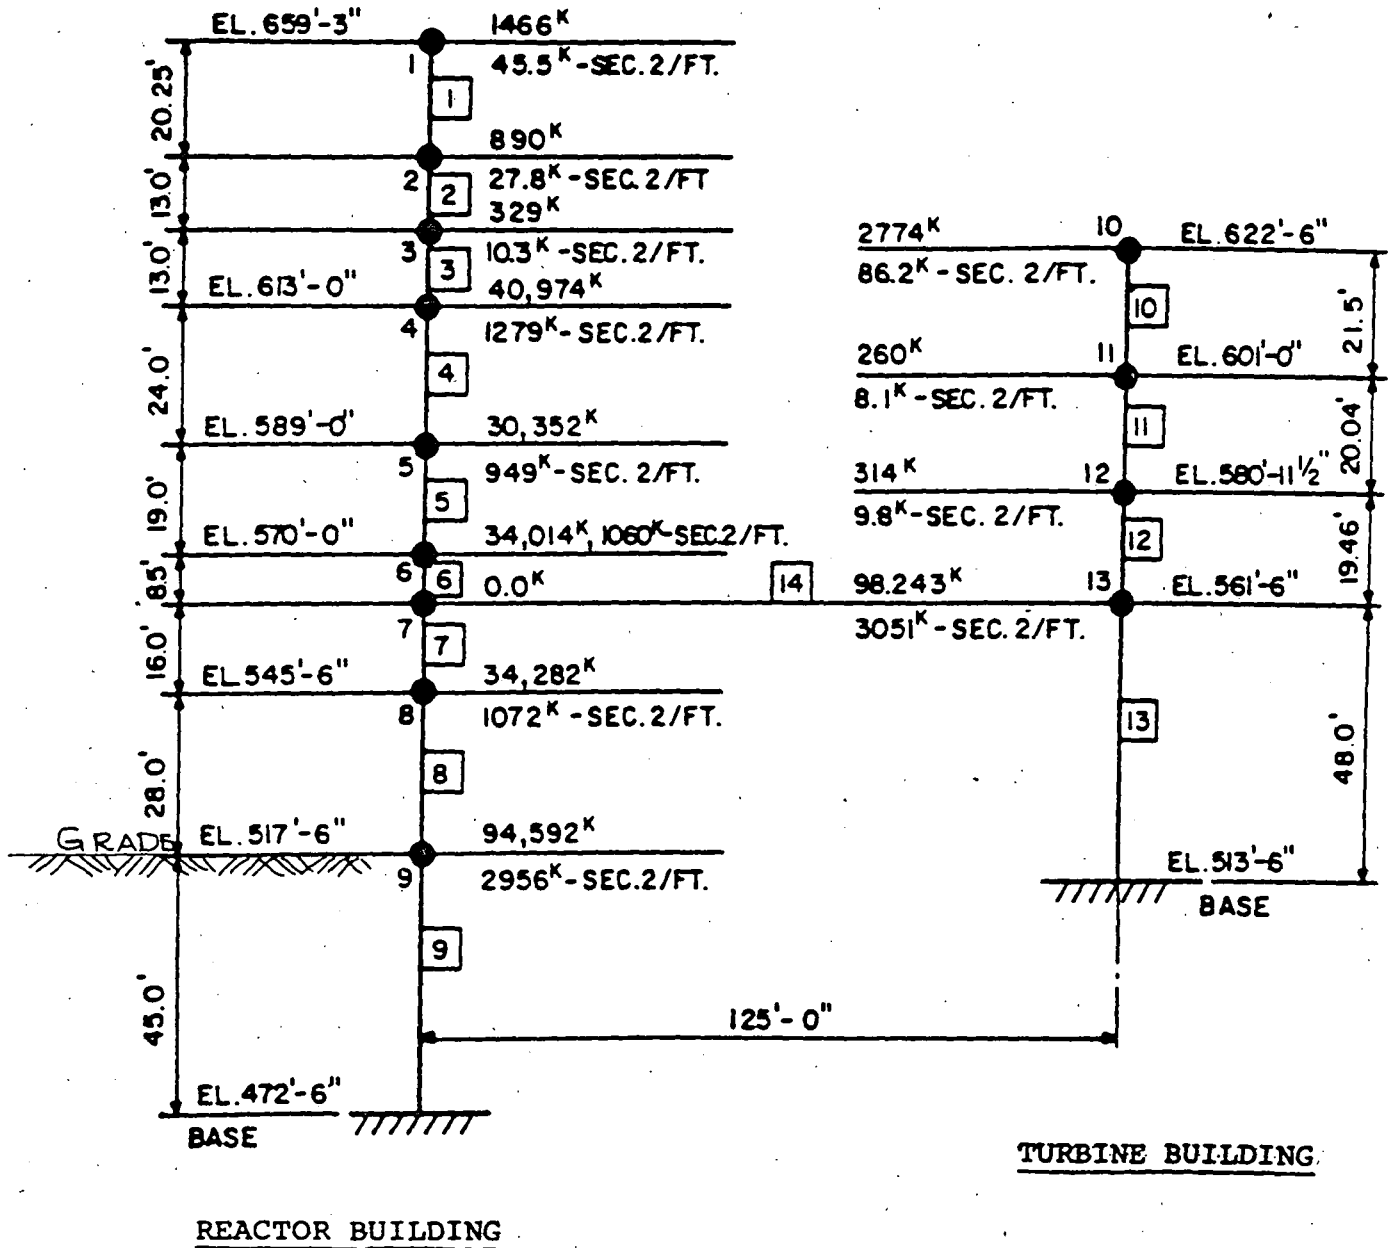 EL. 659'-3"
1466ᴷ
1
45.5ᴷ-SEC. 2/FT.
20.25'
1
890ᴷ
2
27.8ᴷ-SEC. 2/FT
13.0'
2
329ᴷ
3
10.3ᴷ-SEC. 2/FT.
13.0'
3
EL. 613'-0"
40,974ᴷ
4
1279ᴷ-SEC. 2/FT.
24.0'
4
EL. 589'-0"
30,352ᴷ
5
949ᴷ-SEC. 2/FT.
19.0'
5
EL. 570'-0"
34,014ᴷ, 1060ᴷ-SEC.2/FT.
6
8.5'
6
0.0ᴷ
14
7
16.0'
7
EL 545'-6"
34,282ᴷ
8
1072ᴷ-SEC. 2/FT.
28.0'
8
GRADE
EL. 517'-6"
94,592ᴷ
9
2956ᴷ-SEC.2/FT.
45.0'
9
EL. 472'-6"
BASE
125'-0"
2774ᴷ
10
EL. 622'-6"
86.2ᴷ-SEC. 2/FT.
10
21.5'
260ᴷ
11
EL. 601'-0"
8.1ᴷ-SEC. 2/FT.
11
20.04'
314ᴷ
12
EL. 580'-11½"
9.8ᴷ-SEC. 2/FT.
12
19.46'
98.243ᴷ
13
EL. 561'-6"
3051ᴷ-SEC. 2/FT.
13
48.0'
EL. 513'-6"
BASE
TURBINE BUILDING
REACTOR BUILDING